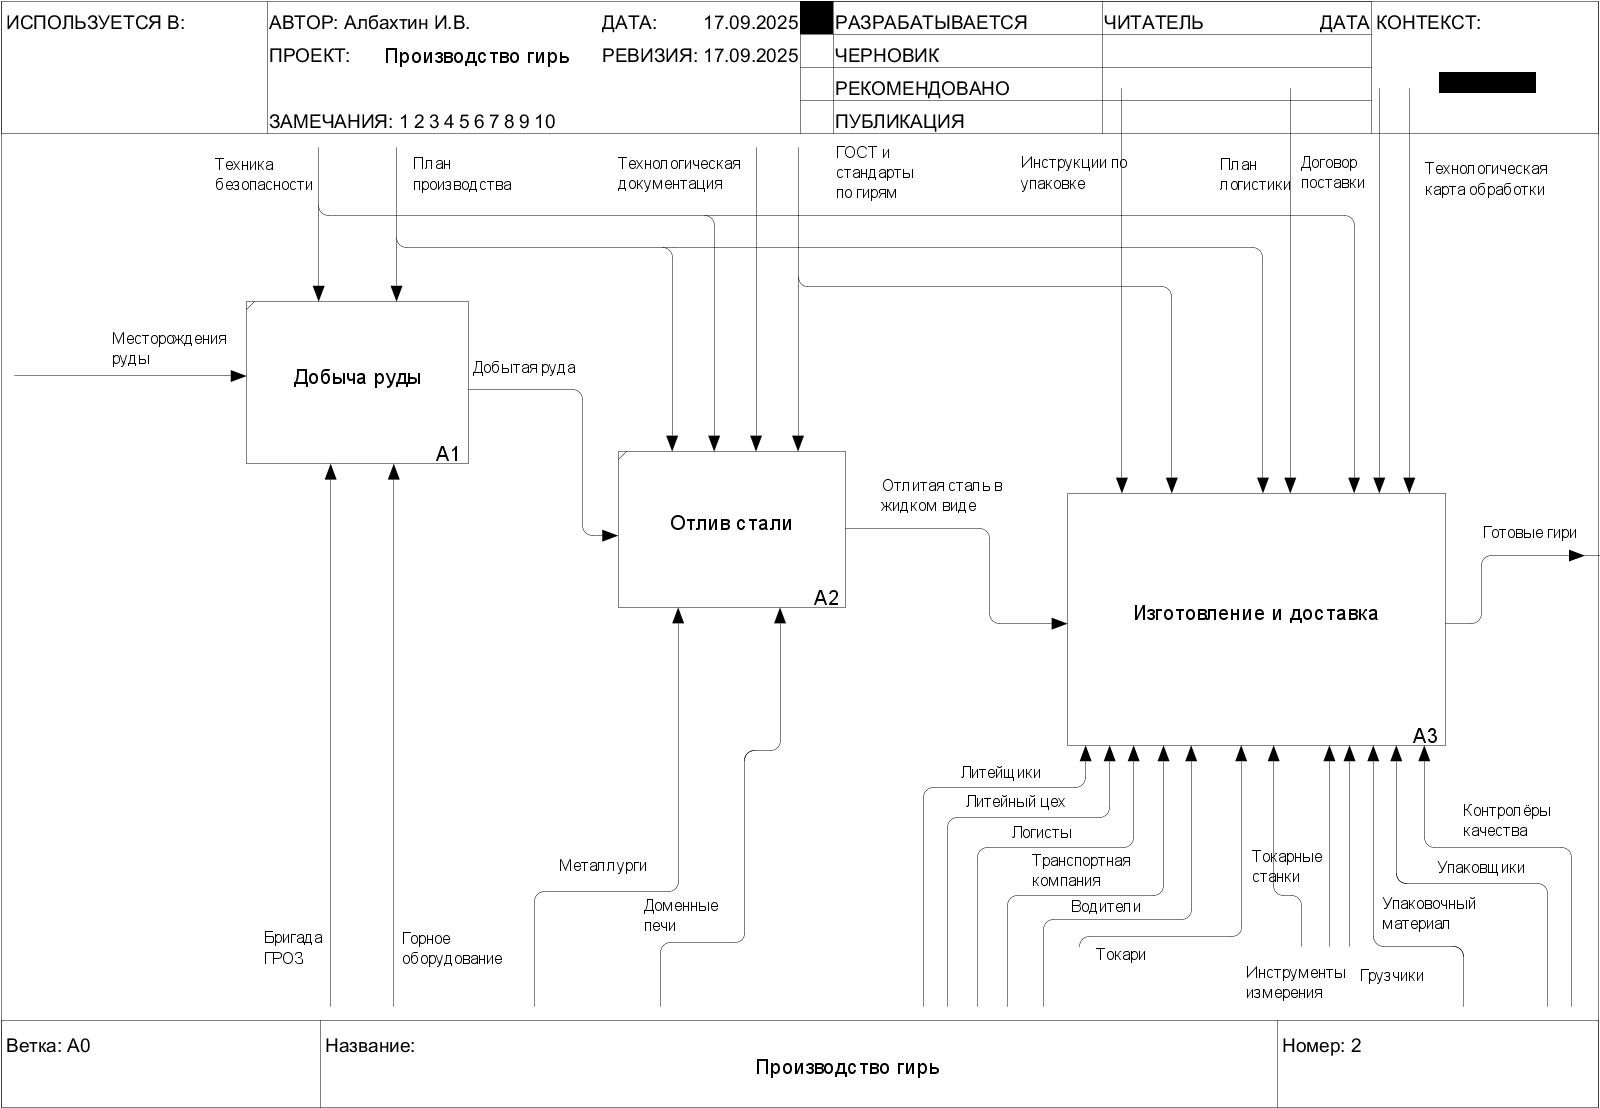 ИСПОЛЬЗУЕТСЯ В:
АВТОР: Албахтин И.В.
ДАТА: 17.09.2025
РАЗРАБАТЫВАЕТСЯ
ЧИТАТЕЛЬ
ДАТА
КОНТЕКСТ:
ПРОЕКТ: Производство гирь
РЕВИЗИЯ: 17.09.2025
ЧЕРНОВИК
РЕКОМЕНДОВАНО
ЗАМЕЧАНИЯ: 1 2 3 4 5 6 7 8 9 10
ПУБЛИКАЦИЯ
Техника
безопасности
План
производства
Технологическая
документация
ГОСТ и
стандарты
по гирям
Инструкции по
упаковке
План
логистики
Договор
поставки
Технологическая
карта обработки
Месторождения
руды
Добыча руды
A1
Добытая руда
Отлив стали
A2
Отлитая сталь в
жидком виде
Изготовление и доставка
A3
Готовые гири
Литейщики
Литейный цех
Логисты
Транспортная
компания
Водители
Токари
Токарные
станки
Инструменты
измерения
Грузчики
Упаковочный
материал
Упаковщики
Контролёры
качества
Металлурги
Доменные
печи
Бригада
ГРОЗ
Горное
оборудование
Ветка: A0
Название:
Производство гирь
Номер: 2